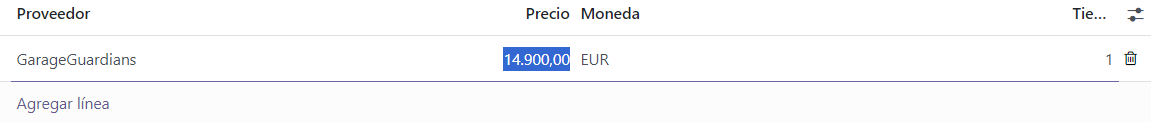 Proveedor Precio Moneda Tie...
GarageGuardians 14.900,00 EUR 1
Agregar línea